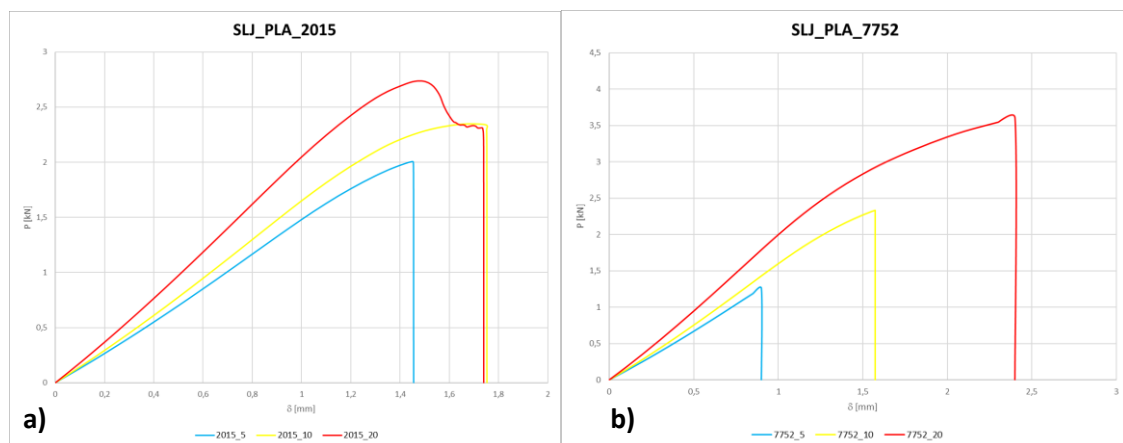 SLJ_PLA_2015
3
2,5
2
1,5
1
0,5
0
P [kN]
0 0,2 0,4 0,6 0,8 1 1,2 1,4 1,6 1,8 2
δ [mm]
2015_5 2015_10 2015_20
a)
SLJ_PLA_7752
4,5
4
3,5
3
2,5
2
1,5
1
0,5
0
P [kN]
0 0,5 1 1,5 2 2,5 3
δ [mm]
7752_5 7752_10 7752_20
b)